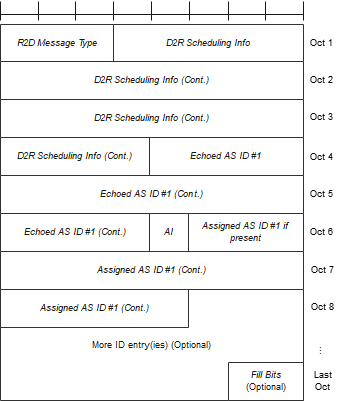 R2D Message Type D2R Scheduling Info Oct 1
D2R Scheduling Info (Cont.) Oct 2
D2R Scheduling Info (Cont.) Oct 3
D2R Scheduling Info (Cont.) Echoed AS ID #1 Oct 4
Echoed AS ID #1 (Cont.) Oct 5
Echoed AS ID #1 (Cont.) AI Assigned AS ID #1 if present Oct 6
Assigned AS ID #1 (Cont.) Oct 7
Assigned AS ID #1 (Cont.) Oct 8
More ID entry(ies) (Optional) ⋮
Fill Bits Last
(Optional) Oct